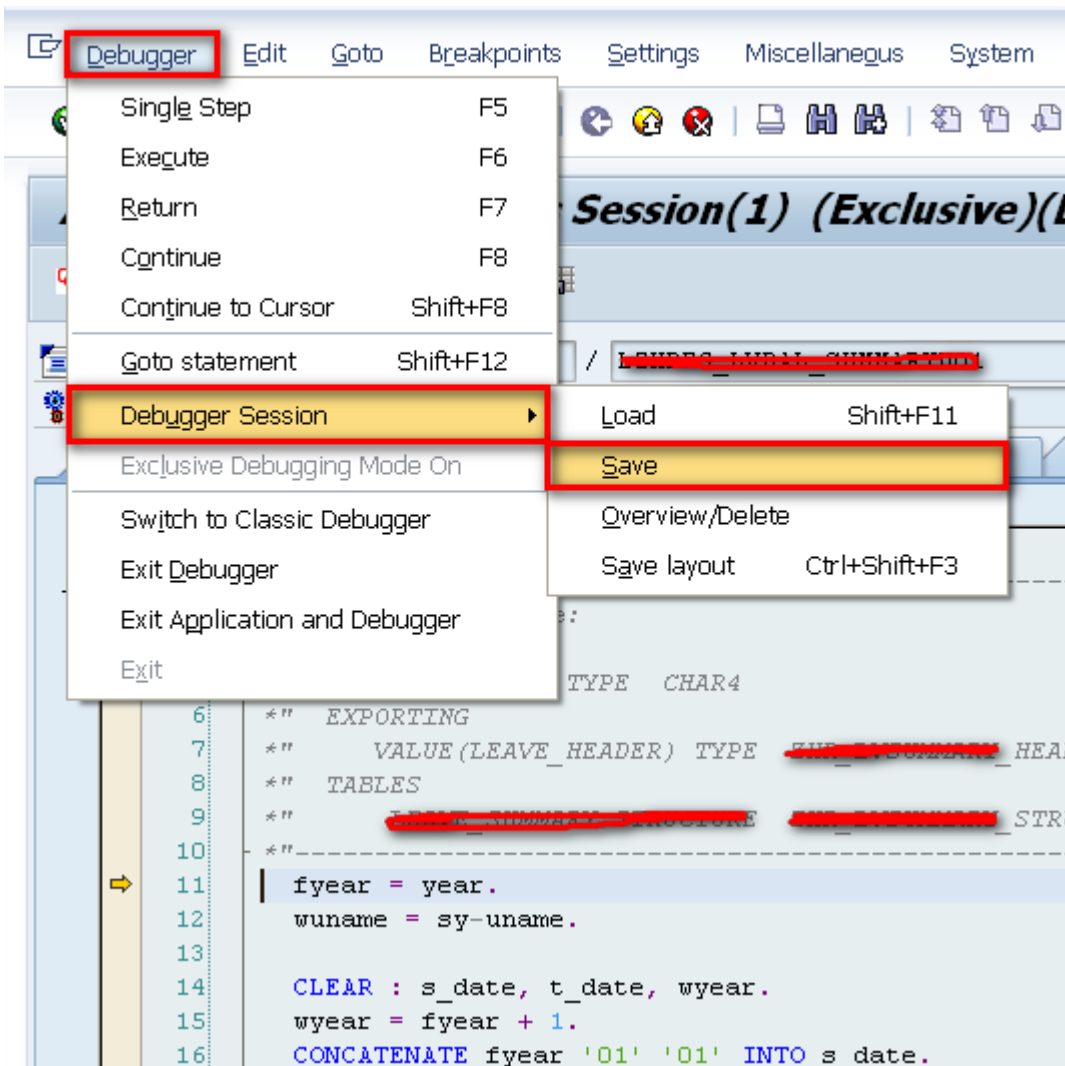 Debugger Edit Goto Breakpoints Settings Miscellaneous System
Single Step F5
Execute F6
Return F7
Session(1) (Exclusive)(
Continue F8
Continue to Cursor Shift+F8
Goto statement Shift+F12 /
Debugger Session Load Shift+F11
Exclusive Debugging Mode On Save
Switch to Classic Debugger Overview/Delete
Exit Debugger Save layout Ctrl+Shift+F3
Exit Application and Debugger :
Exit
TYPE CHAR4
6 *" EXPORTING
7 *" VALUE(LEAVE_HEADER) TYPE _HEA
8 *" TABLES
9 *" _STR
10 *"--------------------------------------------------
11 fyear = year.
12 wuname = sy-uname.
13
14 CLEAR : s_date, t_date, wyear.
15 wyear = fyear + 1.
16 CONCATENATE fyear '01' '01' INTO s_date.